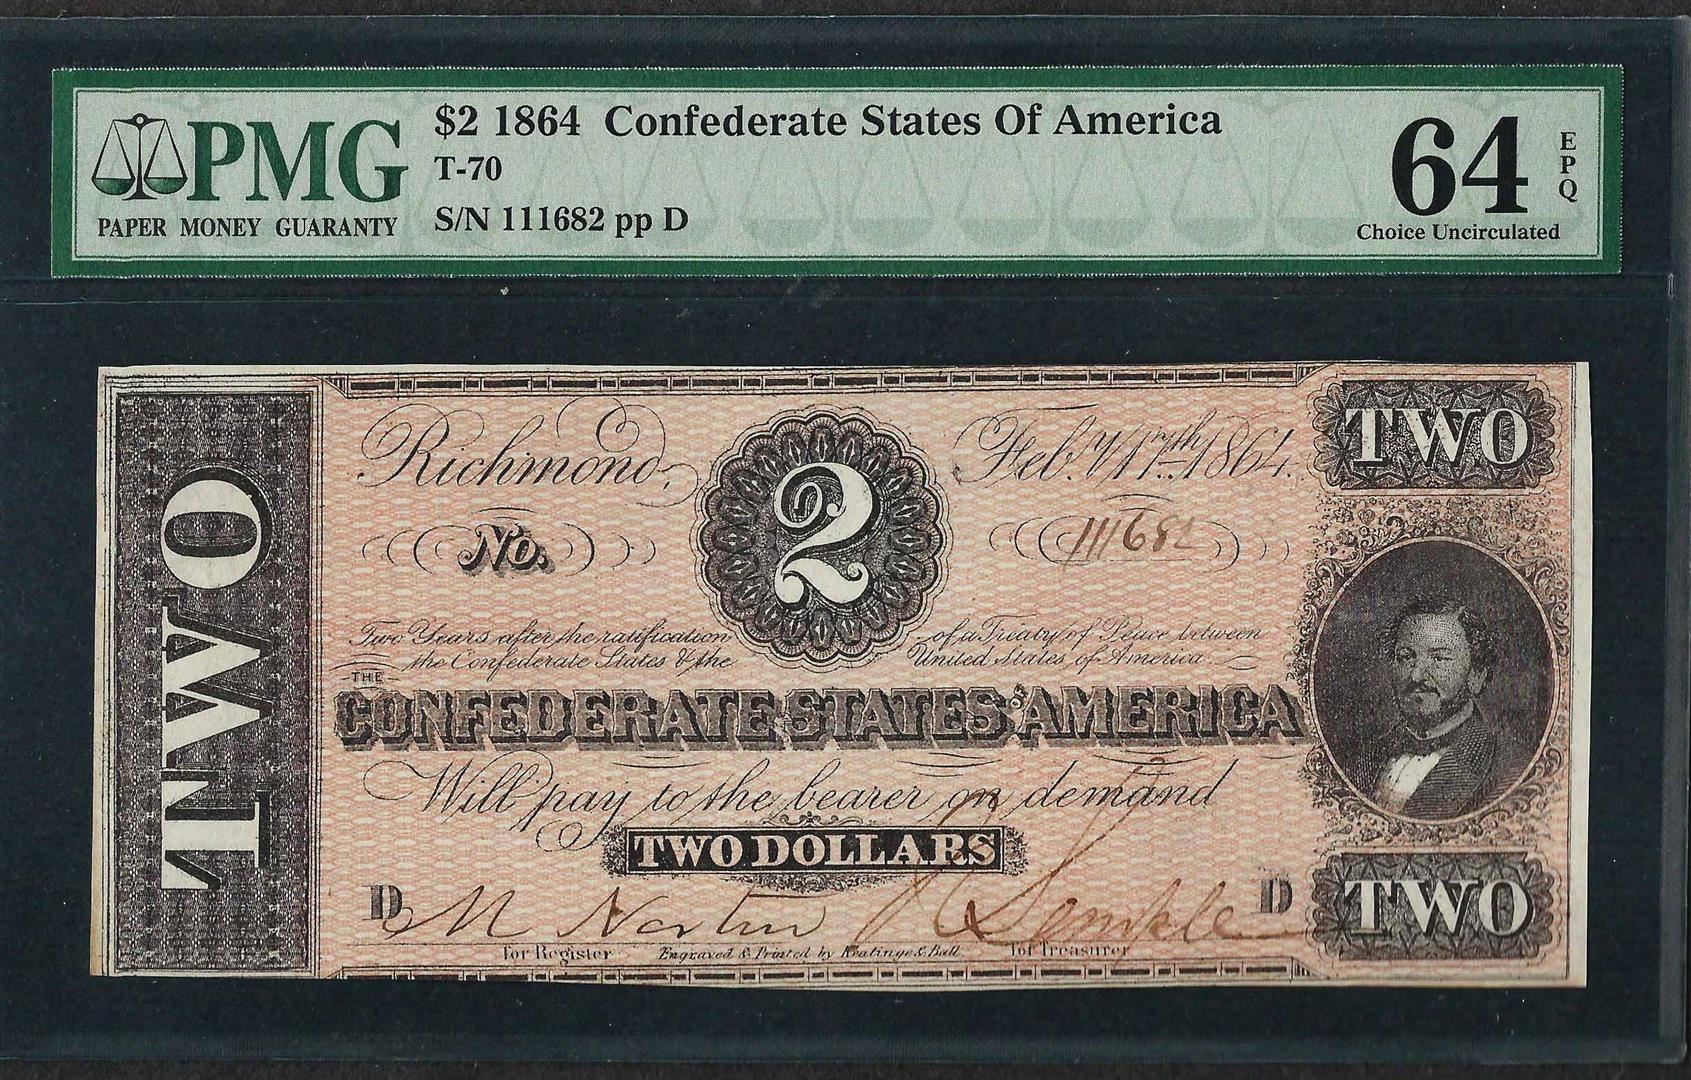 PMG
PAPER MONEY GUARANTY
$2 1864 Confederate States Of America
T-70
S/N 111682 pp D
64
EPQ
Choice Uncirculated
TWO
Richmond,
2
Feby. 17th 1864.
TWO
No.
111682
Two Years after the ratification of a Treaty of Peace between
the Confederate States & the United States of America
THE
CONFEDERATE STATES OF AMERICA
Will pay to the bearer on demand
TWO DOLLARS
D
M Norton
D
TWO
For Register
Engraved & Printed by Keatinge & Ball
for Treasurer